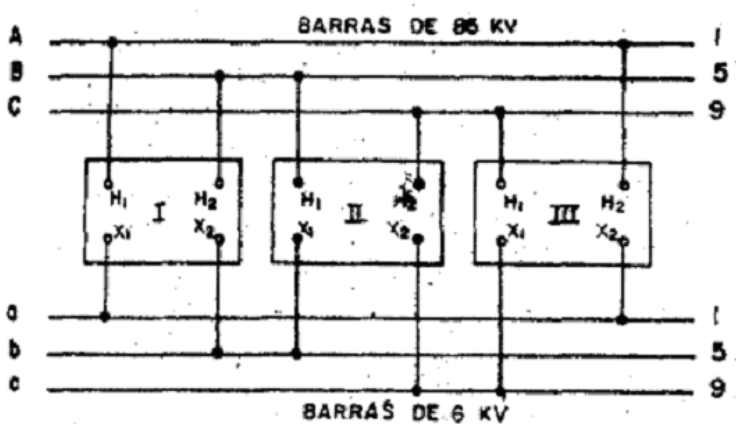 BARRAS DE 85 KV
A 1
B 5
C 9
H1 I H2 H1 II H2 H1 III H2
X1 X2 X1 X2 X1 X2
a 1
b 5
c 9
BARRAS DE 6 KV